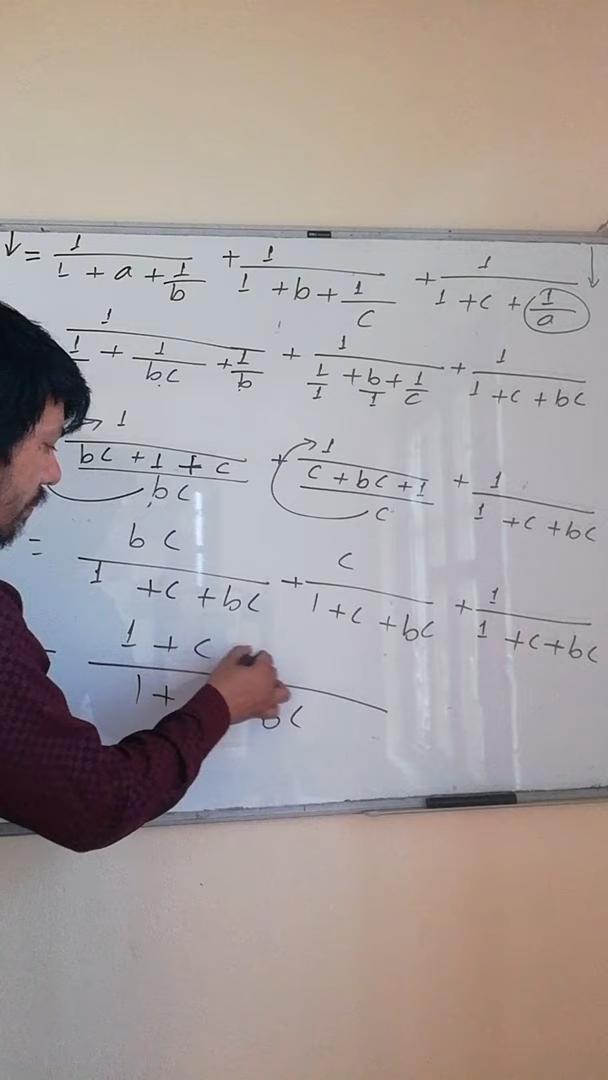 ↓ = 1/(1 + a + 1/b) + 1/(1 + b + 1/c) + 1/(1 + c + 1/a) ↓
1/(1/1 + 1/bc + 1/b) + 1/(1/1 + b/1 + 1/c) + 1/(1 + c + bc)
1/((bc + 1 + c)/bc) + 1/((c + bc + 1)/c) + 1/(1 + c + bc)
= bc/(1 + c + bc) + c/(1 + c + bc) + 1/(1 + c + bc)
1 + c
1 + bc